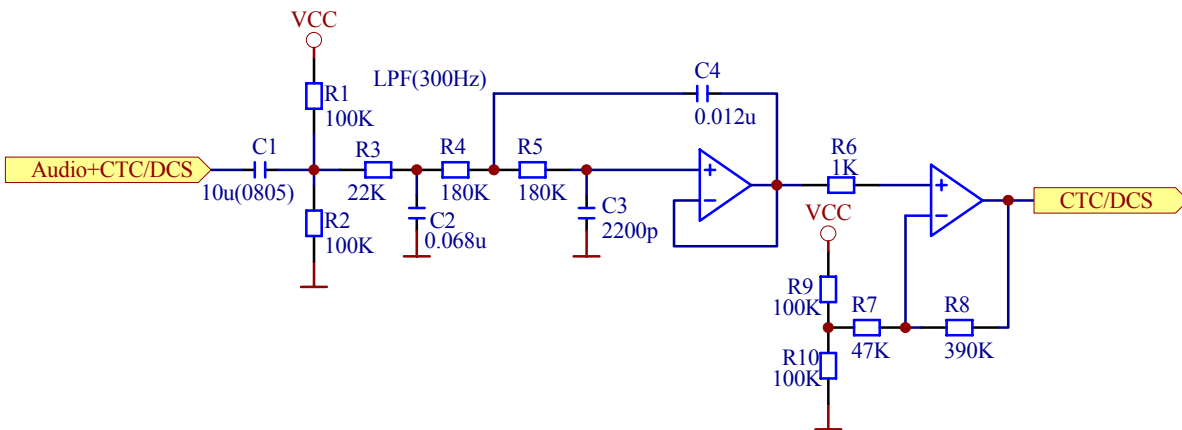 VCC
R1
100K
LPF(300Hz)
C4
0.012u
Audio+CTC/DCS
C1
10u(0805)
R3
22K
R4
180K
R5
180K
R2
100K
C2
0.068u
C3
2200p
+
−
R6
1K
VCC
+
−
CTC/DCS
R9
100K
R7
47K
R8
390K
R10
100K